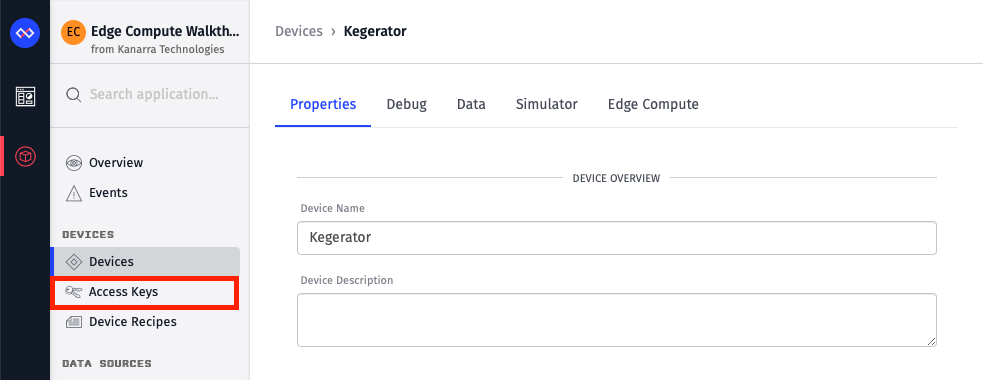 EC
Edge Compute Walkth...
from Kanarra Technologies
Search application...
Overview
Events
DEVICES
Devices
Access Keys
Device Recipes
DATA SOURCES
Devices › Kegerator
Properties Debug Data Simulator Edge Compute
DEVICE OVERVIEW
Device Name
Kegerator
Device Description